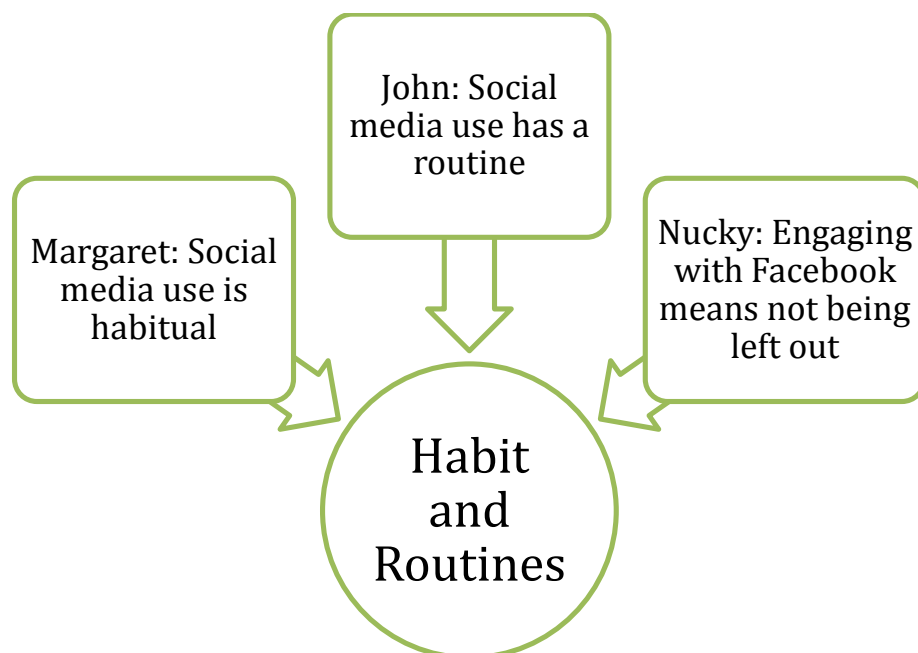 John: Social
media use has a
routine
Margaret: Social
media use is
habitual
Nucky: Engaging
with Facebook
means not being
left out
Habit
and
Routines